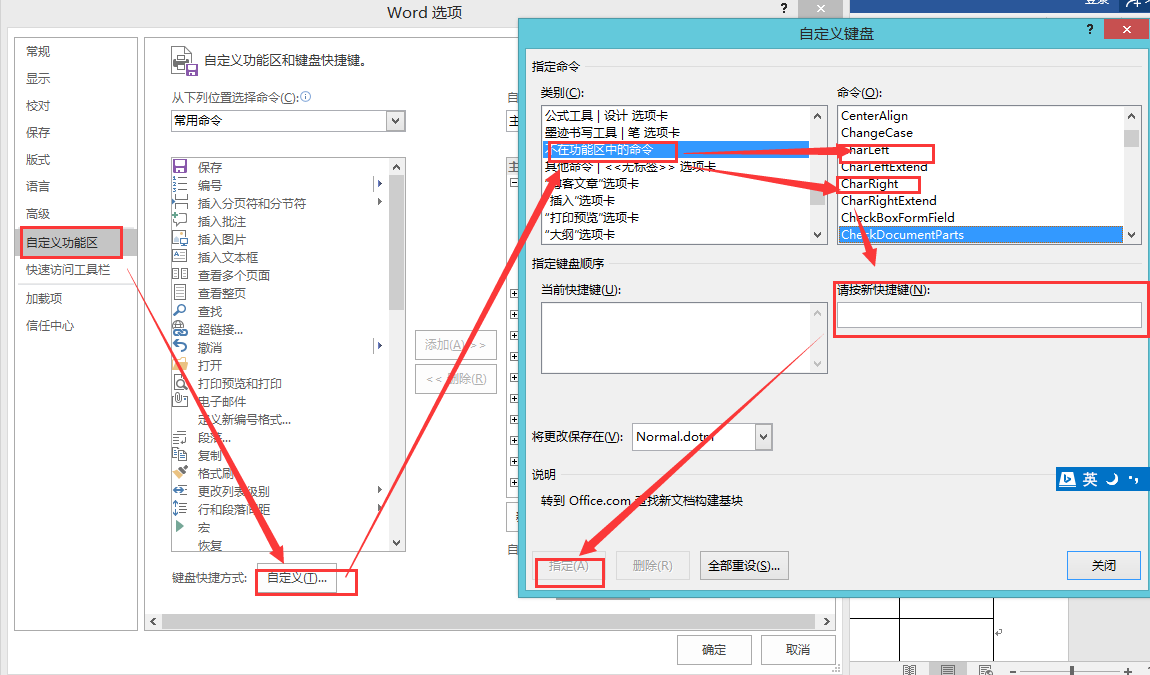 Word 选项
?
登录
常规
显示
校对
保存
版式
语言
高级
自定义功能区
快速访问工具栏
加载项
信任中心
自定义功能区和键盘快捷键。
从下列位置选择命令(C):
常用命令
保存
编号
插入分页符和分节符
插入批注
插入图片
插入文本框
查看多个页面
查看整页
查找
超链接...
撤消
打开
打印预览和打印
电子邮件
定义新编号格式...
段落...
复制
格式刷
更改列表级别
行和段落间距
宏
恢复
键盘快捷方式: 自定义(T)...
添加(A) >>
<< 删除(R)
自
主
主
自
确定
取消
自定义键盘
?
指定命令
类别(C):
公式工具 | 设计 选项卡
墨迹书写工具 | 笔 选项卡
不在功能区中的命令
其他命令 | <<无标签>> 选项卡
“博客文章”选项卡
“插入”选项卡
“打印预览”选项卡
“大纲”选项卡
命令(O):
CenterAlign
ChangeCase
CharLeft
CharLeftExtend
CharRight
CharRightExtend
CheckBoxFormField
CheckDocumentParts
指定键盘顺序
当前快捷键(U):
请按新快捷键(N):
将更改保存在(V): Normal.dotm
说明
转到 Office.com 查找新文档构建基块
指定(A)
删除(R)
全部重设(S)...
关闭
英